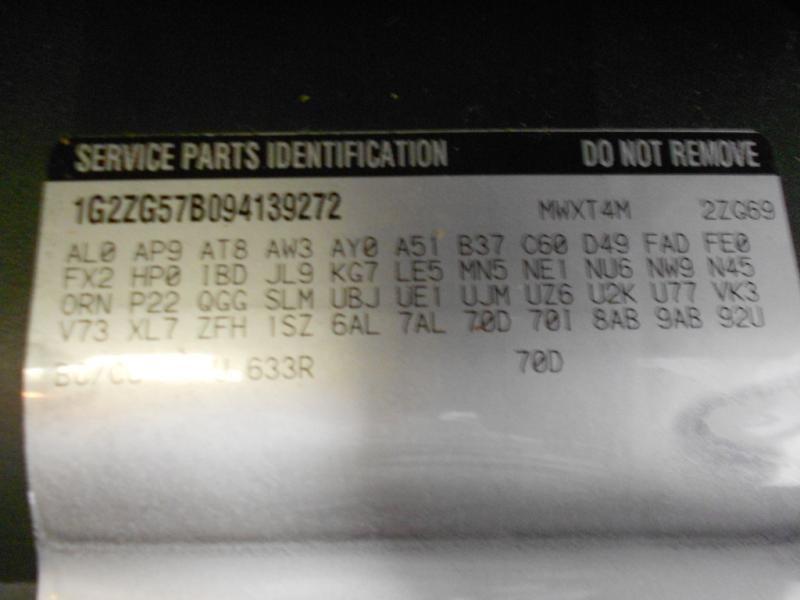 SERVICE PARTS IDENTIFICATION DO NOT REMOVE
1G2ZG57B094139272 MWXT4M 2ZG69
AL0 AP9 AT8 AW3 AY0 A51 B37 C60 D49 FAD FE0
FX2 HP0 IBD JL9 KG7 LE5 MN5 NE1 NU6 NW9 N45
ORN P22 QGG SLM UBJ UE1 UJM UZ6 U2K U77 VK3
V73 XL7 ZFH 1SZ 6AL 7AL 70D 70I 8AB 9AB 92U
633R 70D